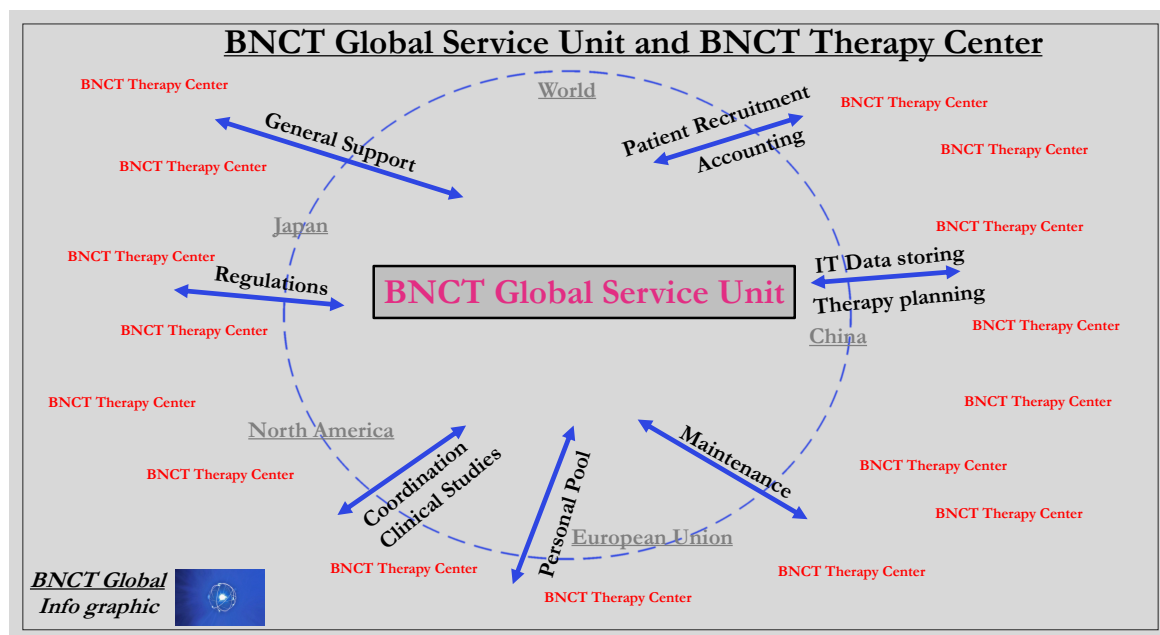 BNCT Global Service Unit and BNCT Therapy Center
BNCT Therapy Center
World
BNCT Therapy Center
General Support
Patient Recruitment
Accounting
BNCT Therapy Center
BNCT Therapy Center
Japan
BNCT Therapy Center
BNCT Therapy Center
Regulations
IT Data storing
BNCT Global Service Unit
Therapy planning
BNCT Therapy Center
BNCT Therapy Center
China
BNCT Therapy Center
BNCT Therapy Center
North America
Maintenance
BNCT Therapy Center
BNCT Therapy Center
Coordination
Clinical Studies
Personal Pool
BNCT Therapy Center
European Union
BNCT Therapy Center
BNCT Therapy Center
BNCT Therapy Center
BNCT Global
Info graphic